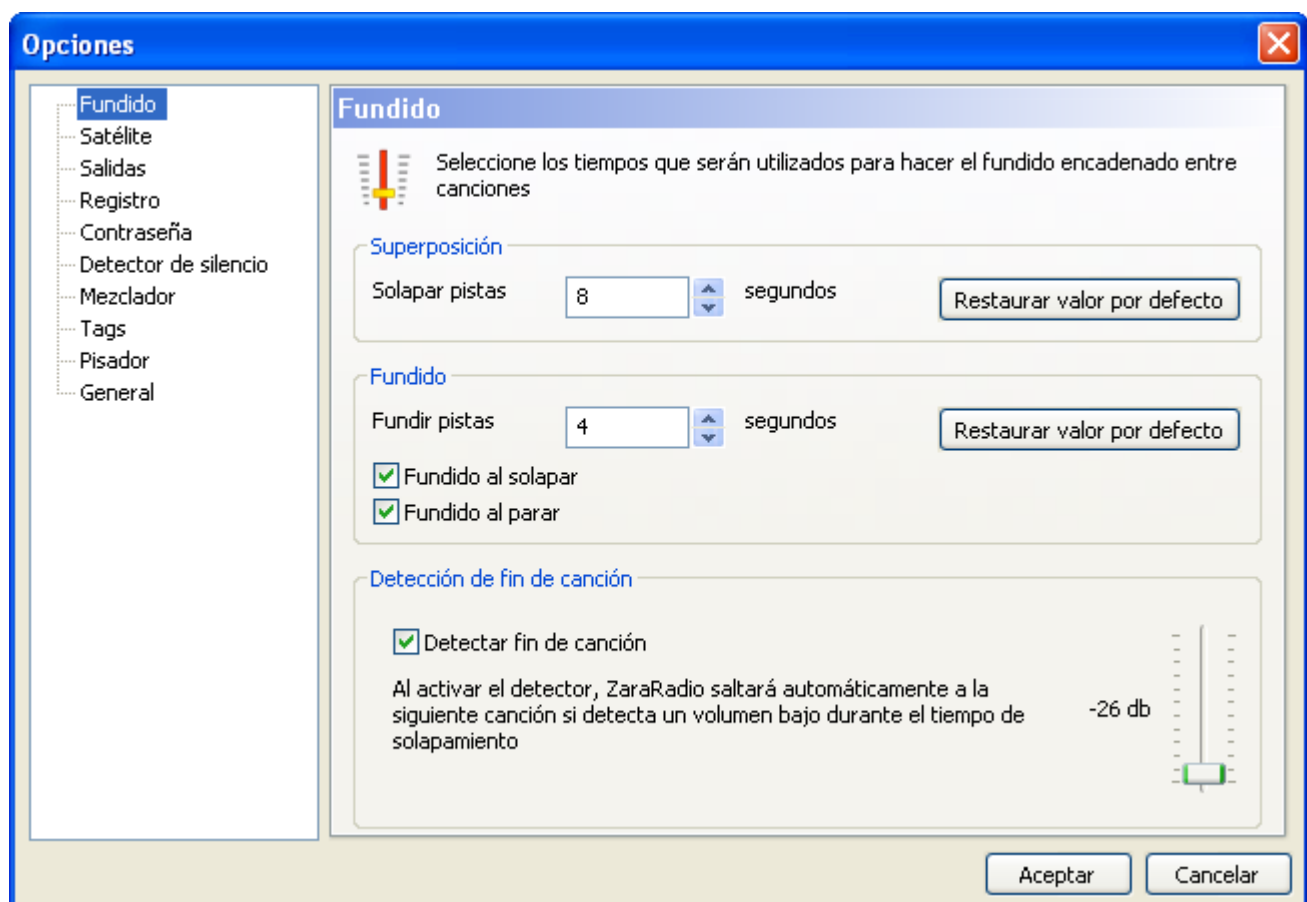 Opciones
Fundido
Satélite
Salidas
Registro
Contraseña
Detector de silencio
Mezclador
Tags
Pisador
General
Fundido
Seleccione los tiempos que serán utilizados para hacer el fundido encadenado entre
canciones
Superposición
Solapar pistas 8 segundos Restaurar valor por defecto
Fundido
Fundir pistas 4 segundos Restaurar valor por defecto
Fundido al solapar
Fundido al parar
Detección de fin de canción
Detectar fin de canción
Al activar el detector, ZaraRadio saltará automáticamente a la
siguiente canción si detecta un volumen bajo durante el tiempo de
solapamiento
-26 db
Aceptar Cancelar